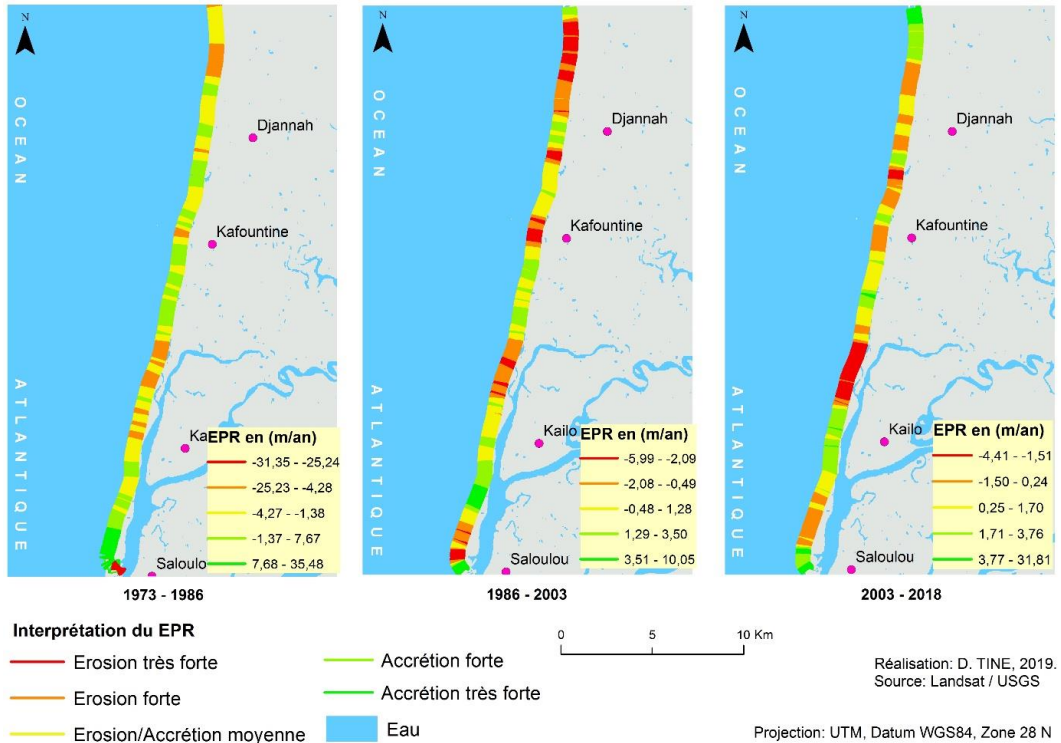 N
OCEAN
ATLANTIQUE
Djannah
Kafountine
Ka
Saloulo
EPR en (m/an)
-31,35 - -25,24
-25,23 - -4,28
-4,27 - -1,38
-1,37 - 7,67
7,68 - 35,48
1973 - 1986
N
OCEAN
ATLANTIQUE
Djannah
Kafountine
Kailo
Saloulou
EPR en (m/an)
-5,99 - -2,09
-2,08 - -0,49
-0,48 - 1,28
1,29 - 3,50
3,51 - 10,05
1986 - 2003
N
OCEAN
ATLANTIQUE
Djannah
Kafountine
Kailo
Saloulou
EPR en (m/an)
-4,41 - -1,51
-1,50 - 0,24
0,25 - 1,70
1,71 - 3,76
3,77 - 31,81
2003 - 2018
Interprétation du EPR
Erosion très forte
Erosion forte
Erosion/Accrétion moyenne
Accrétion forte
Accrétion très forte
Eau
0 5 10 Km
Réalisation: D. TINE, 2019.
Source: Landsat / USGS
Projection: UTM, Datum WGS84, Zone 28 N